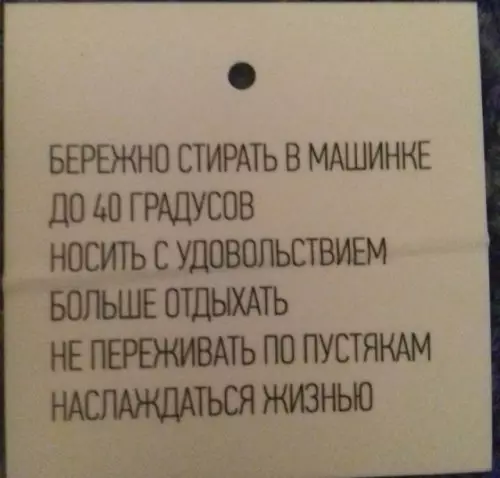 БЕРЕЖНО СТИРАТЬ В МАШИНКЕ
ДО 40 ГРАДУСОВ
НОСИТЬ С УДОВОЛЬСТВИЕМ
БОЛЬШЕ ОТДЫХАТЬ
НЕ ПЕРЕЖИВАТЬ ПО ПУСТЯКАМ
НАСЛАЖДАТЬСЯ ЖИЗНЬЮ